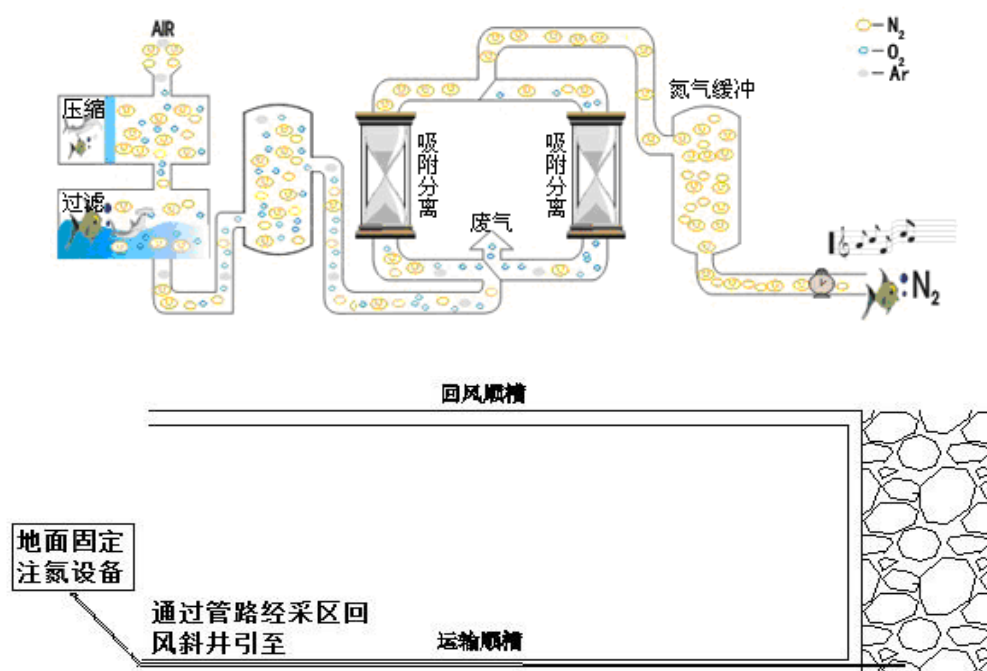 AIR
—N₂
—O₂
—Ar
压缩
氮气缓冲
吸附分离
吸附分离
过滤
废气
N₂
回风顺槽
地面固定
注氮设备
通过管路经采区回
风斜井引至
运输顺槽